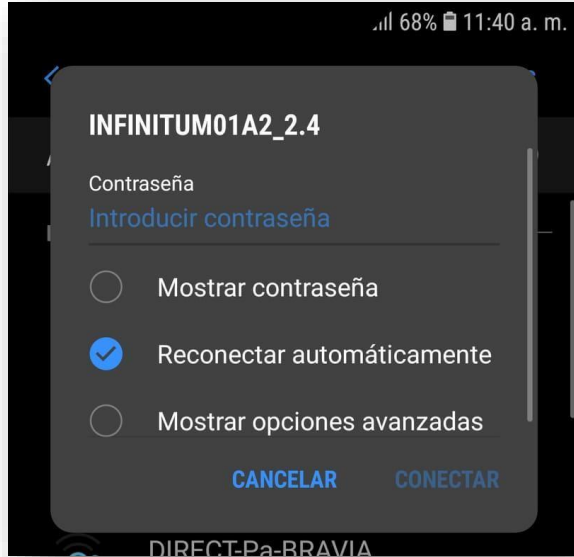 68% 11:40 a. m.
INFINITUM01A2_2.4
Contraseña
Introducir contraseña
Mostrar contraseña
Reconectar automáticamente
Mostrar opciones avanzadas
CANCELAR CONECTAR
DIRECT-Pa-BRAVIA